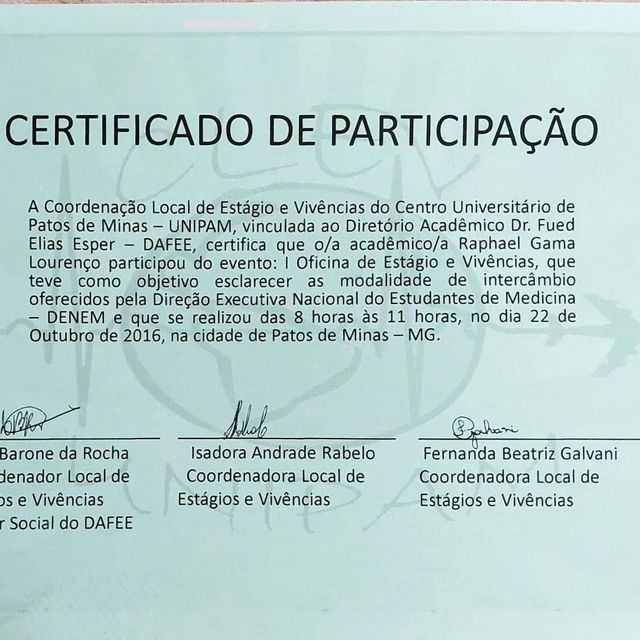 CERTIFICADO DE PARTICIPAÇÃO
A Coordenação Local de Estágio e Vivências do Centro Universitário de
Patos de Minas – UNIPAM, vinculada ao Diretório Acadêmico Dr. Fued
Elias Esper – DAFEE, certifica que o/a acadêmico/a Raphael Gama
Lourenço participou do evento: I Oficina de Estágio e Vivências, que
teve como objetivo esclarecer as modalidade de intercâmbio
oferecidos pela Direção Executiva Nacional do Estudantes de Medicina
– DENEM e que se realizou das 8 horas às 11 horas, no dia 22 de
Outubro de 2016, na cidade de Patos de Minas – MG.
Barone da Rocha
denador Local de
os e Vivências
r Social do DAFEE
Isadora Andrade Rabelo
Coordenadora Local de
Estágios e Vivências
Fernanda Beatriz Galvani
Coordenadora Local de
Estágios e Vivências
UNIPAM